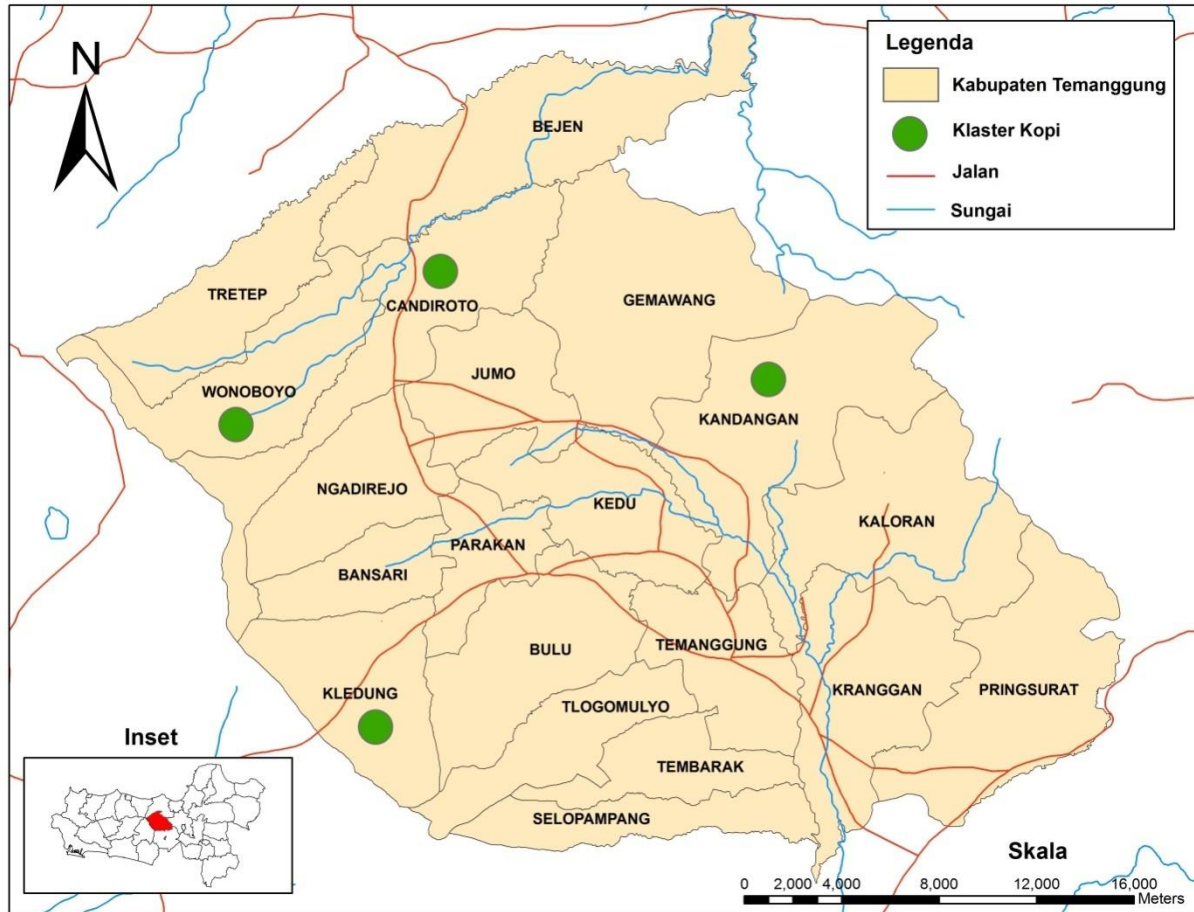 N
Legenda
Kabupaten Temanggung
Klaster Kopi
Jalan
Sungai
BEJEN
TRETEP
CANDIROTO
GEMAWANG
WONOBOYO
JUMO
KANDANGAN
NGADIREJO
KEDU
KALORAN
PARAKAN
BANSARI
BULU
TEMANGGUNG
KLEDUNG
TLOGOMULYO
KRANGGAN
PRINGSURAT
TEMBARAK
SELOPAMPANG
Inset
Skala
0 2,000 4,000 8,000 12,000 16,000
Meters